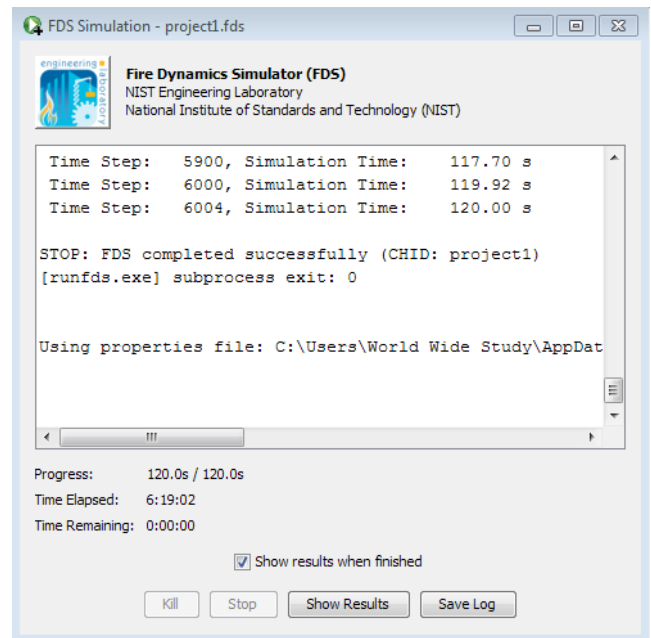 FDS Simulation - project1.fds
engineering
laboratory
Fire Dynamics Simulator (FDS)
NIST Engineering Laboratory
National Institute of Standards and Technology (NIST)
Time Step: 5900, Simulation Time: 117.70 s
Time Step: 6000, Simulation Time: 119.92 s
Time Step: 6004, Simulation Time: 120.00 s
STOP: FDS completed successfully (CHID: project1)
[runfds.exe] subprocess exit: 0
Using properties file: C:\Users\World Wide Study\AppDat
Progress: 120.0s / 120.0s
Time Elapsed: 6:19:02
Time Remaining: 0:00:00
Show results when finished
Kill Stop Show Results Save Log